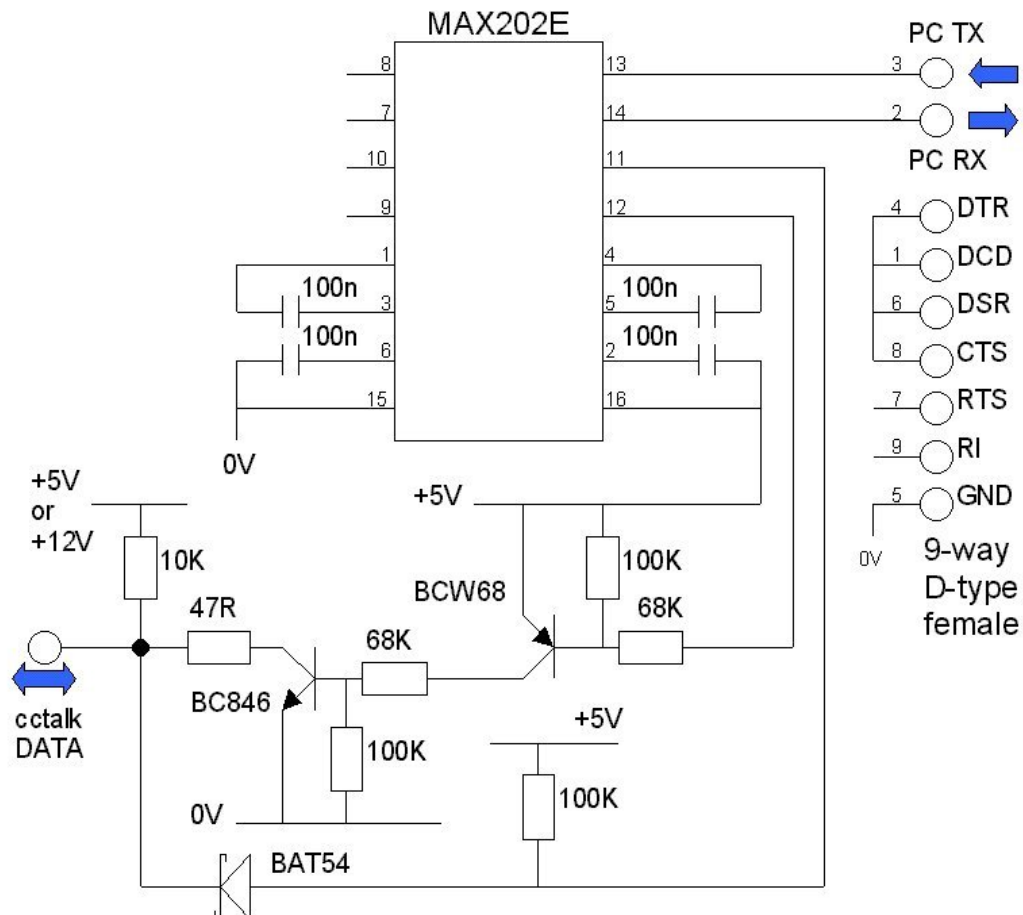 MAX202E
PC TX
8
13
3
7
14
2
PC RX
10
11
9
12
4
DTR
1
4
1
DCD
100n
100n
3
5
6
DSR
100n
100n
6
2
8
CTS
15
16
7
RTS
0V
9
RI
+5V
or
+12V
+5V
5
GND
0V
10K
100K
9-way
D-type
female
BCW68
47R
68K
68K
BC846
cctalk
DATA
100K
+5V
0V
100K
BAT54